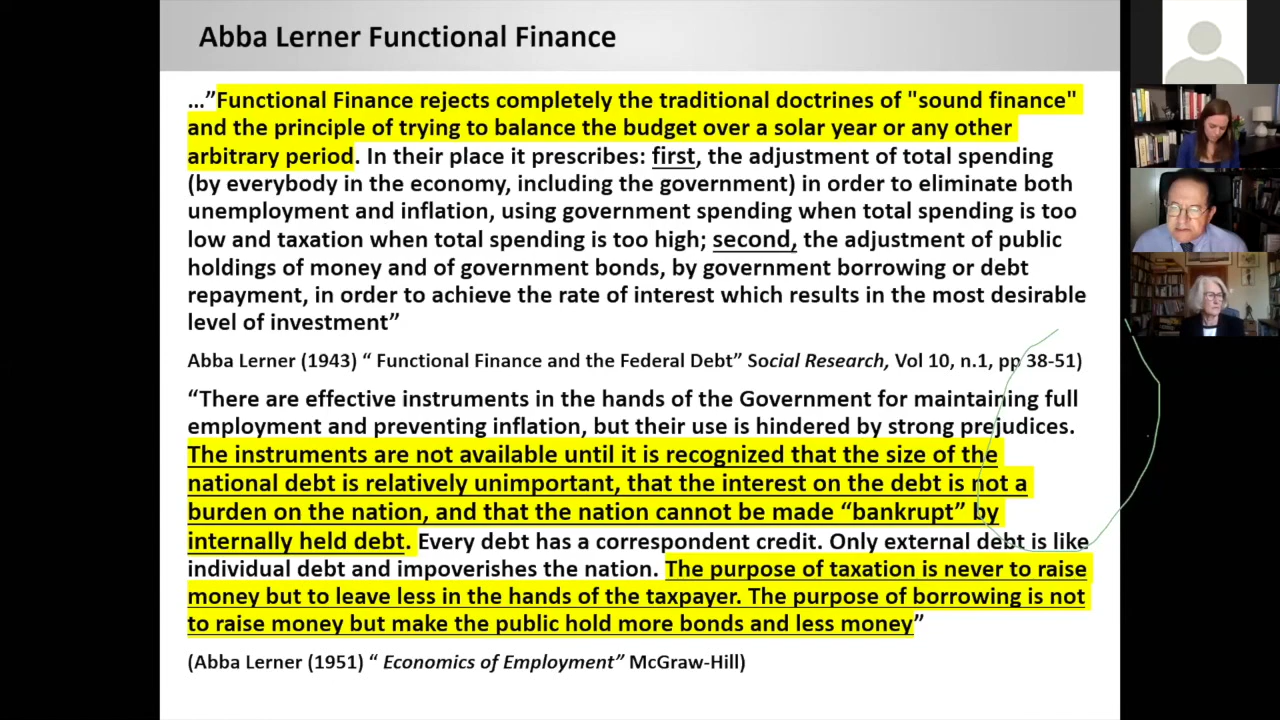 Abba Lerner Functional Finance
…”Functional Finance rejects completely the traditional doctrines of "sound finance"
and the principle of trying to balance the budget over a solar year or any other
arbitrary period. In their place it prescribes: first, the adjustment of total spending
(by everybody in the economy, including the government) in order to eliminate both
unemployment and inflation, using government spending when total spending is too
low and taxation when total spending is too high; second, the adjustment of public
holdings of money and of government bonds, by government borrowing or debt
repayment, in order to achieve the rate of interest which results in the most desirable
level of investment”
Abba Lerner (1943) “ Functional Finance and the Federal Debt” Social Research, Vol 10, n.1, pp 38-51)
“There are effective instruments in the hands of the Government for maintaining full
employment and preventing inflation, but their use is hindered by strong prejudices.
The instruments are not available until it is recognized that the size of the
national debt is relatively unimportant, that the interest on the debt is not a
burden on the nation, and that the nation cannot be made “bankrupt” by
internally held debt. Every debt has a correspondent credit. Only external debt is like
individual debt and impoverishes the nation. The purpose of taxation is never to raise
money but to leave less in the hands of the taxpayer. The purpose of borrowing is not
to raise money but make the public hold more bonds and less money”
(Abba Lerner (1951) “ Economics of Employment” McGraw-Hill)